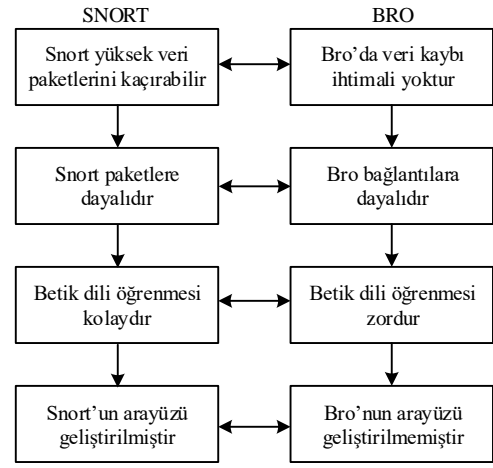 SNORT
BRO
Snort yüksek veri
paketlerini kaçırabilir
Bro’da veri kaybı
ihtimali yoktur
Snort paketlere
dayalıdır
Bro bağlantılara
dayalıdır
Betik dili öğrenmesi
kolaydır
Betik dili öğrenmesi
zordur
Snort’un arayüzü
geliştirilmiştir
Bro’nun arayüzü
geliştirilmemiştir